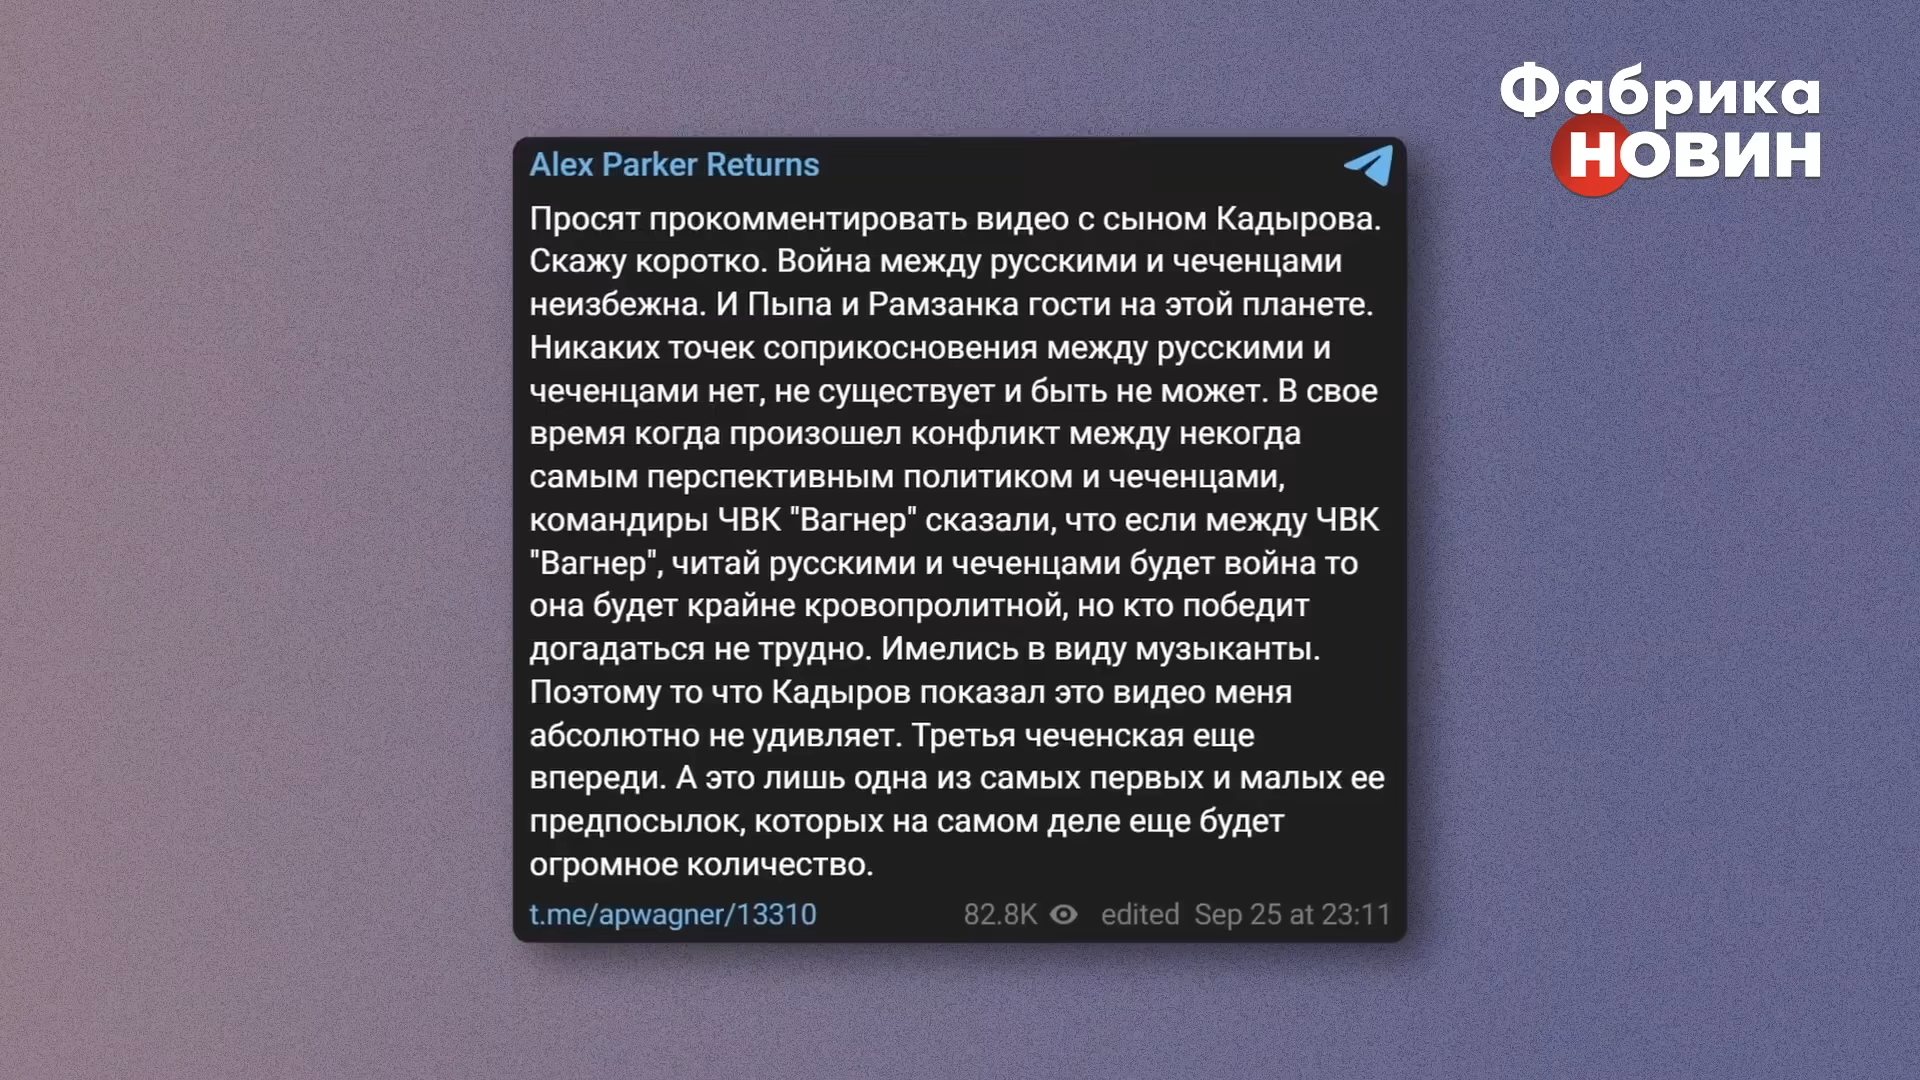 Фабрика
новин
Alex Parker Returns
Просят прокомментировать видео с сыном Кадырова.
Скажу коротко. Война между русскими и чеченцами
неизбежна. И Пыпа и Рамзанка гости на этой планете.
Никаких точек соприкосновения между русскими и
чеченцами нет, не существует и быть не может. В свое
время когда произошел конфликт между некогда
самым перспективным политиком и чеченцами,
командиры ЧВК "Вагнер" сказали, что если между ЧВК
"Вагнер", читай русскими и чеченцами будет война то
она будет крайне кровопролитной, но кто победит
догадаться не трудно. Имелись в виду музыканты.
Поэтому то что Кадыров показал это видео меня
абсолютно не удивляет. Третья чеченская еще
впереди. А это лишь одна из самых первых и малых ее
предпосылок, которых на самом деле еще будет
огромное количество.
t.me/apwagner/13310 82.8K edited Sep 25 at 23:11